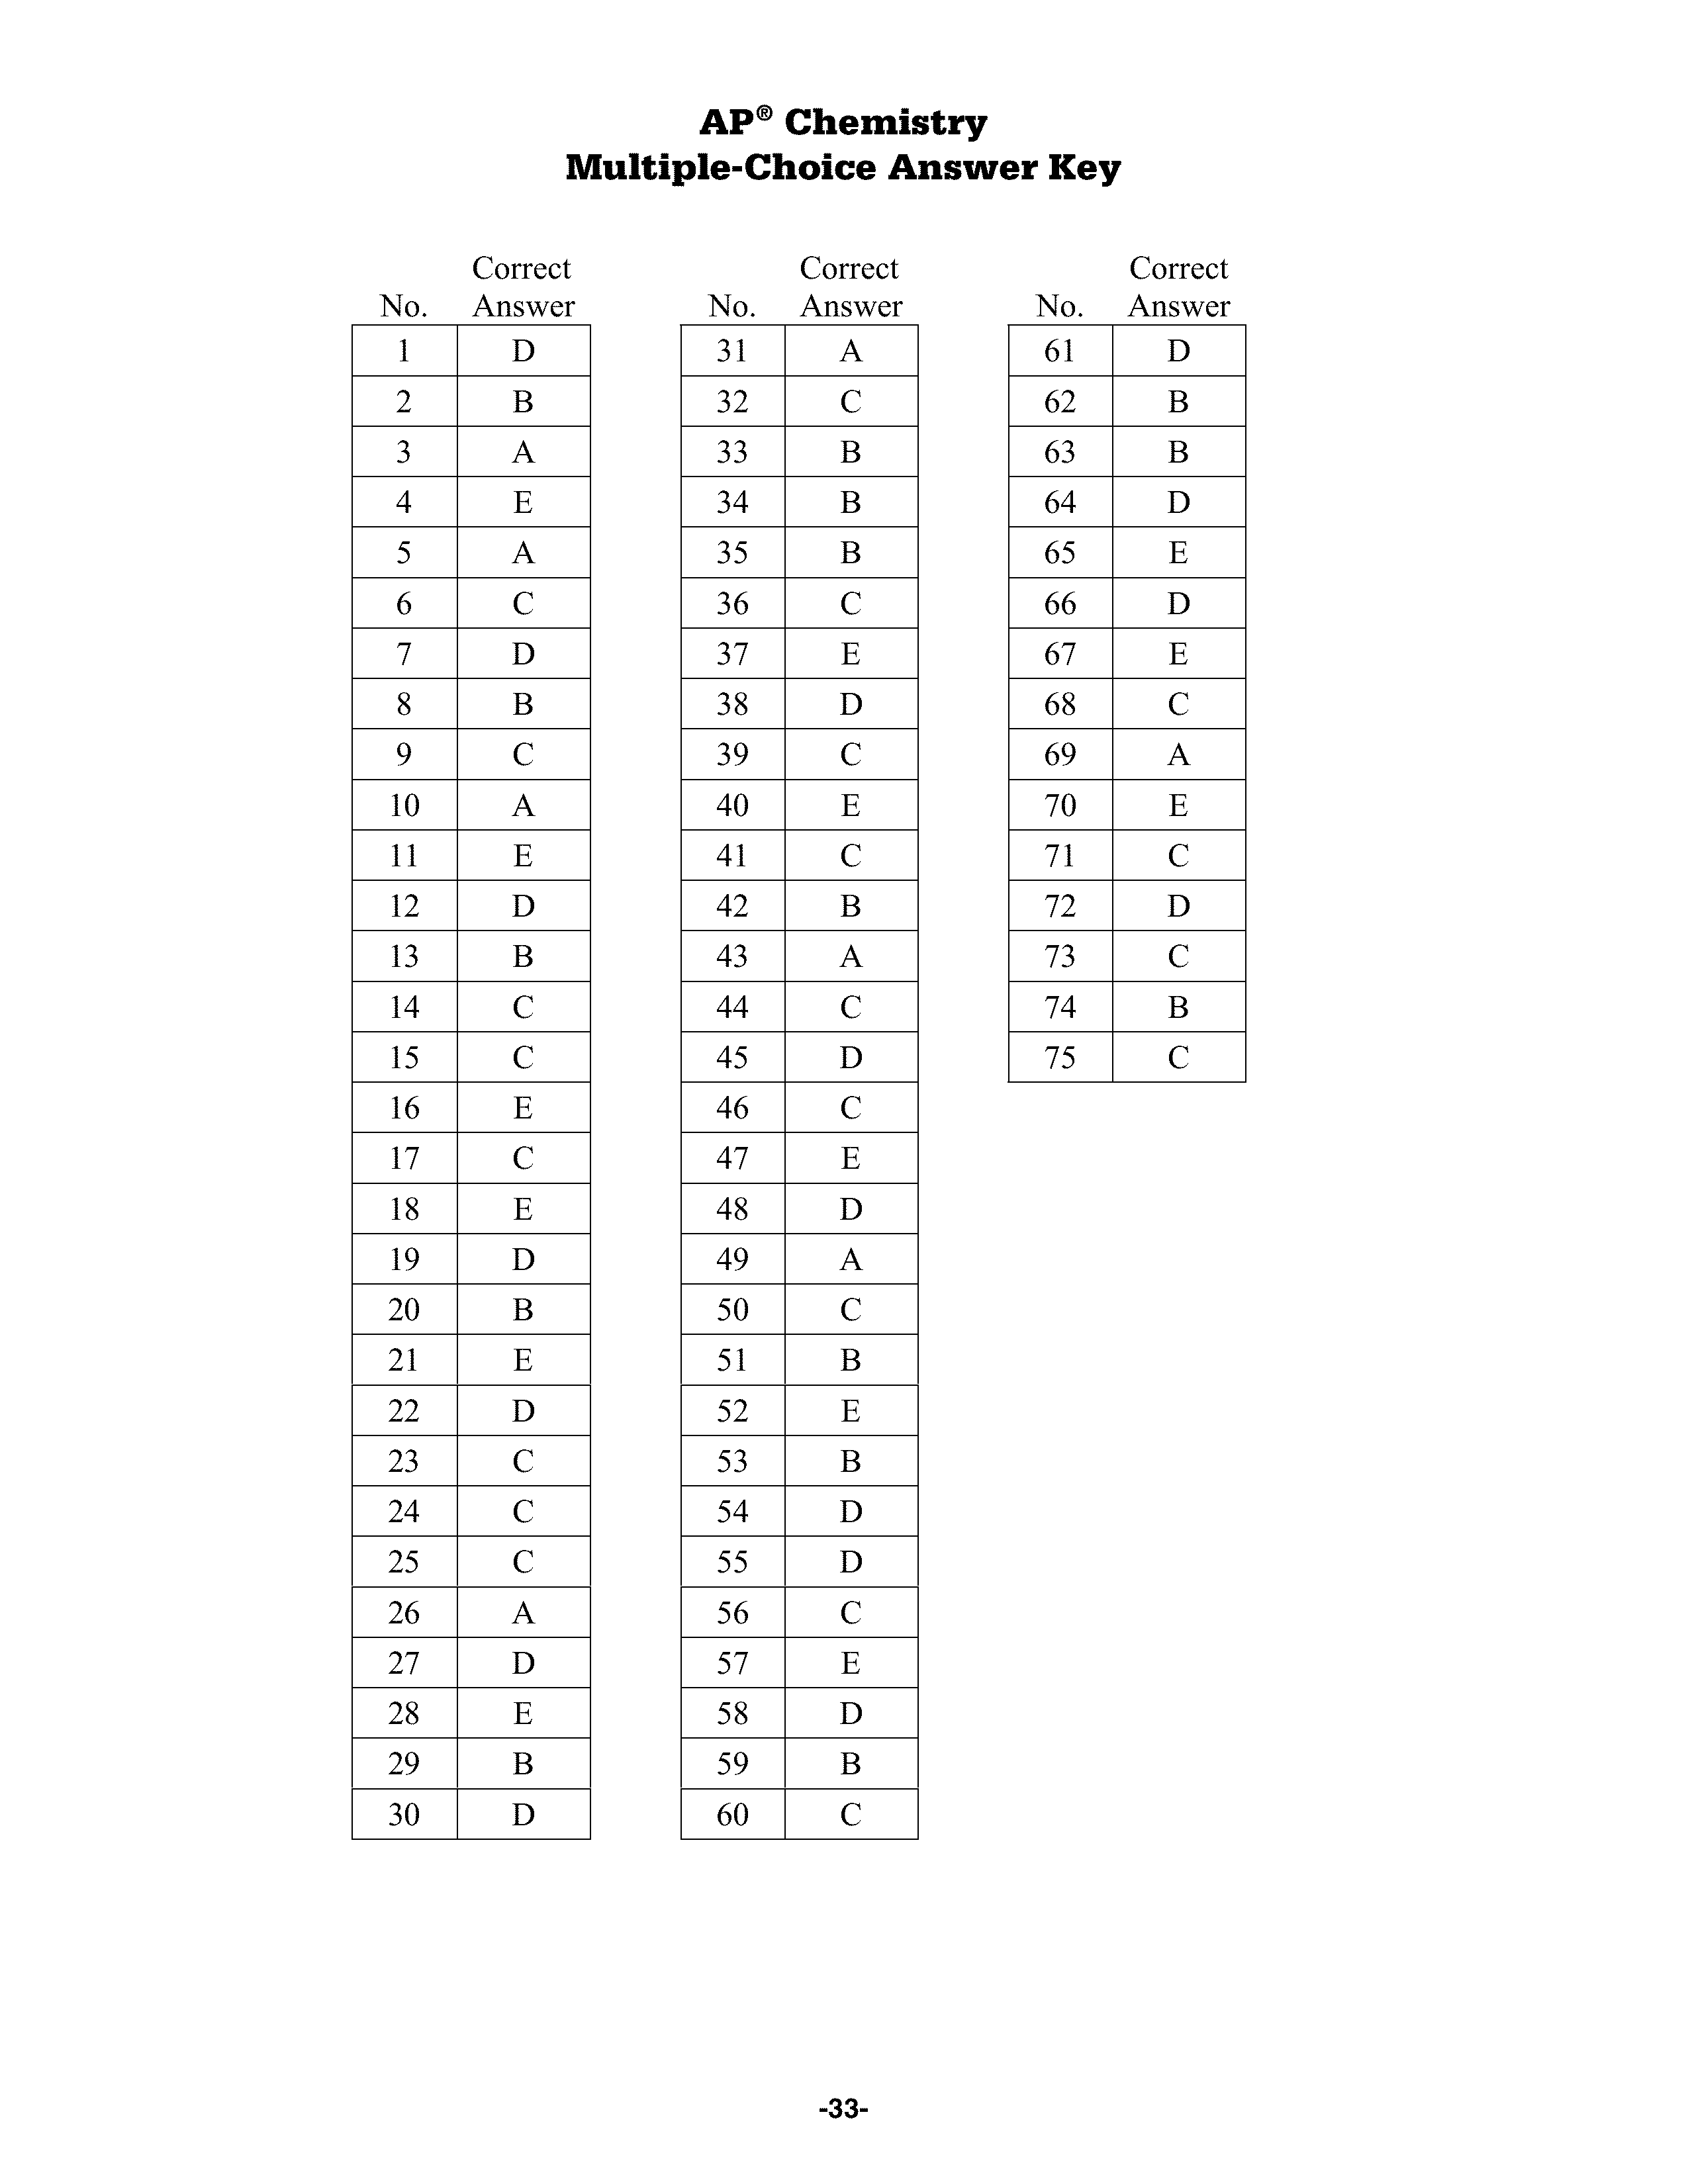 AP® Chemistry
Multiple-Choice Answer Key
No. Correct Answer
1 D
2 B
3 A
4 E
5 A
6 C
7 D
8 B
9 C
10 A
11 E
12 D
13 B
14 C
15 C
16 E
17 C
18 E
19 D
20 B
21 E
22 D
23 C
24 C
25 C
26 A
27 D
28 E
29 B
30 D
No. Correct Answer
31 A
32 C
33 B
34 B
35 B
36 C
37 E
38 D
39 C
40 E
41 C
42 B
43 A
44 C
45 D
46 C
47 E
48 D
49 A
50 C
51 B
52 E
53 B
54 D
55 D
56 C
57 E
58 D
59 B
60 C
No. Correct Answer
61 D
62 B
63 B
64 D
65 E
66 D
67 E
68 C
69 A
70 E
71 C
72 D
73 C
74 B
75 C
-33-